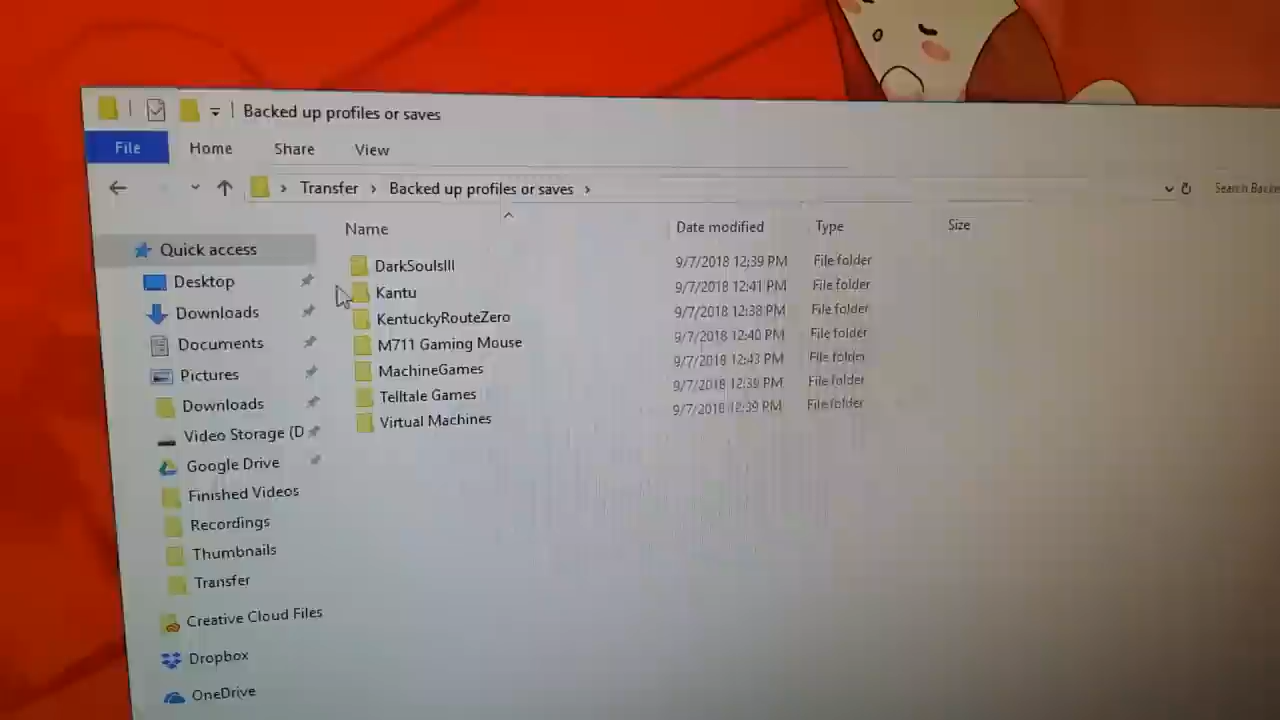 Backed up profiles or saves
File Home Share View
Transfer Backed up profiles or saves
Name Date modified Type Size
Quick access
Desktop
Downloads
Documents
Pictures
Downloads
Video Storage (D
Google Drive
Finished Videos
Recordings
Thumbnails
Transfer
Creative Cloud Files
Dropbox
OneDrive
DarkSoulsIII 9/7/2018 12:39 PM File folder
Kantu 9/7/2018 12:41 PM File folder
KentuckyRouteZero 9/7/2018 12:38 PM File folder
M711 Gaming Mouse 9/7/2018 12:40 PM File folder
MachineGames 9/7/2018 12:43 PM File folder
Telltale Games 9/7/2018 12:39 PM File folder
Virtual Machines 9/7/2018 12:39 PM File folder